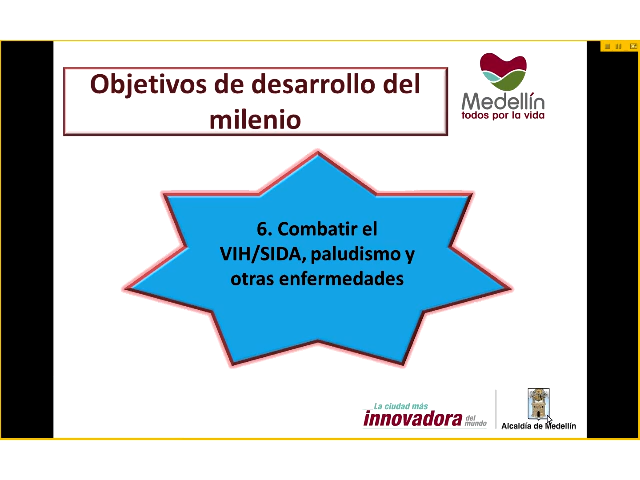 Objetivos de desarrollo del
milenio
Medellín
todos por la vida
6. Combatir el
VIH/SIDA, paludismo y
otras enfermedades
La ciudad más
innovadora del
mundo
Alcaldía de Medellín